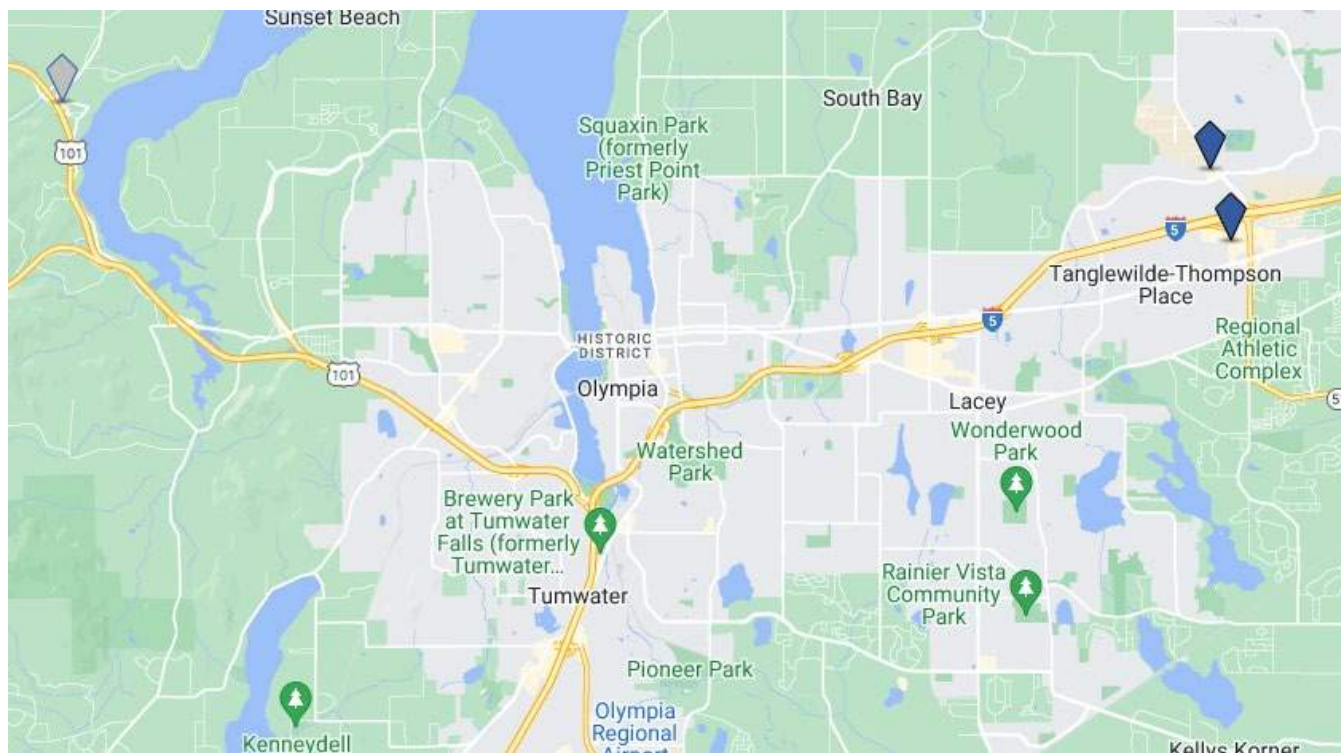 Sunset Beach
South Bay
Squaxin Park
(formerly
Priest Point
Park)
101
5
Tanglewilde-Thompson
Place
5
HISTORIC
DISTRICT
Regional
Athletic
Complex
101
Olympia
Lacey
5
Watershed
Park
Wonderwood
Park
Brewery Park
at Tumwater
Falls (formerly
Tumwater...
Tumwater
Rainier Vista
Community
Park
Pioneer Park
Olympia
Regional
Airport
Kenneydell
Kellys Korner